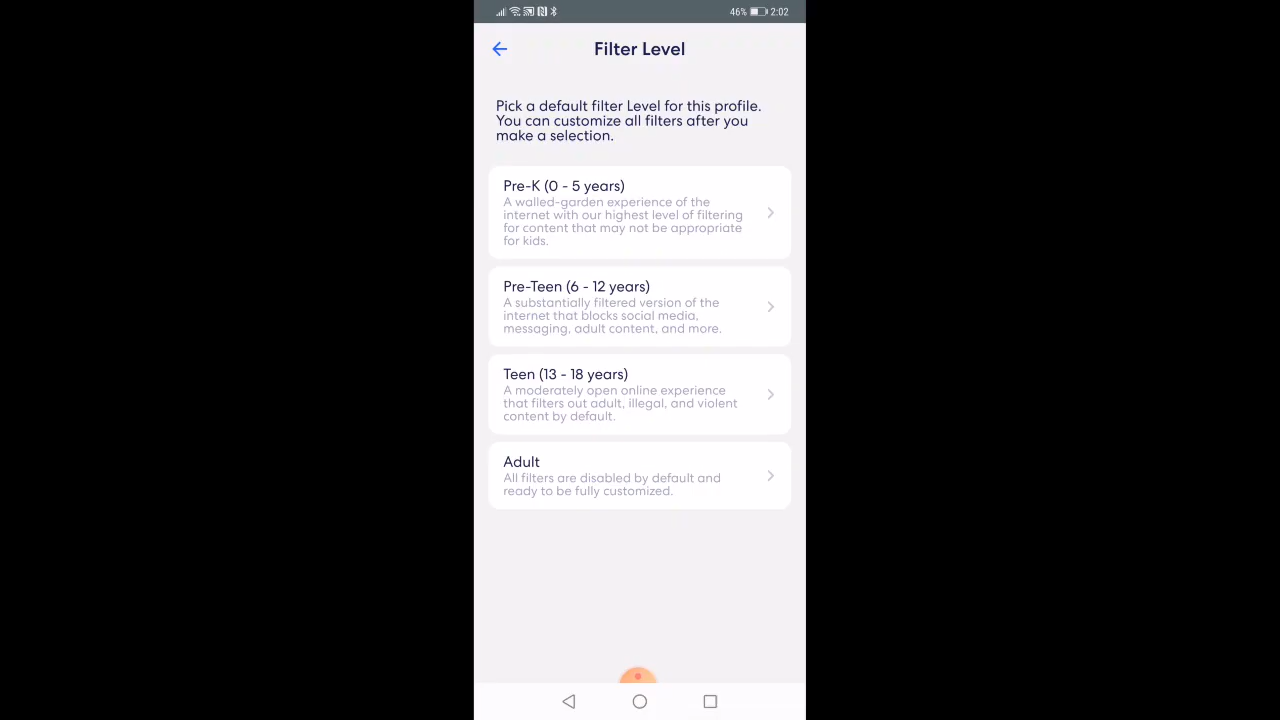 46% 2:02
Filter Level
Pick a default filter Level for this profile.
You can customize all filters after you
make a selection.
Pre-K (0 - 5 years)
A walled-garden experience of the
internet with our highest level of filtering
for content that may not be appropriate
for kids.
Pre-Teen (6 - 12 years)
A substantially filtered version of the
internet that blocks social media,
messaging, adult content, and more.
Teen (13 - 18 years)
A moderately open online experience
that filters out adult, illegal, and violent
content by default.
Adult
All filters are disabled by default and
ready to be fully customized.